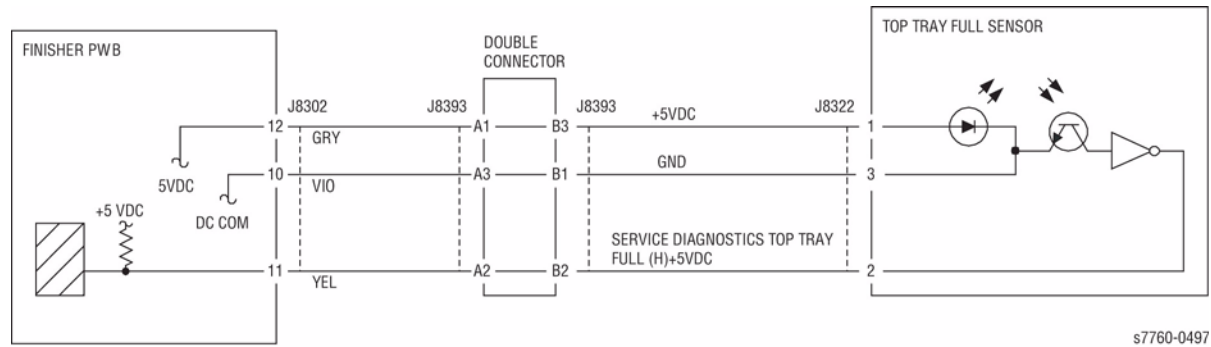 TOP TRAY FULL SENSOR
FINISHER PWB
DOUBLE
CONNECTOR
J8302
J8393
J8393
+5VDC
J8322
12
GRY
A1
B3
1
5VDC
10
VIO
A3
B1
GND
3
DC COM
+5 VDC
SERVICE DIAGNOSTICS TOP TRAY
FULL (H)+5VDC
11
YEL
A2
B2
2
s7760-0497